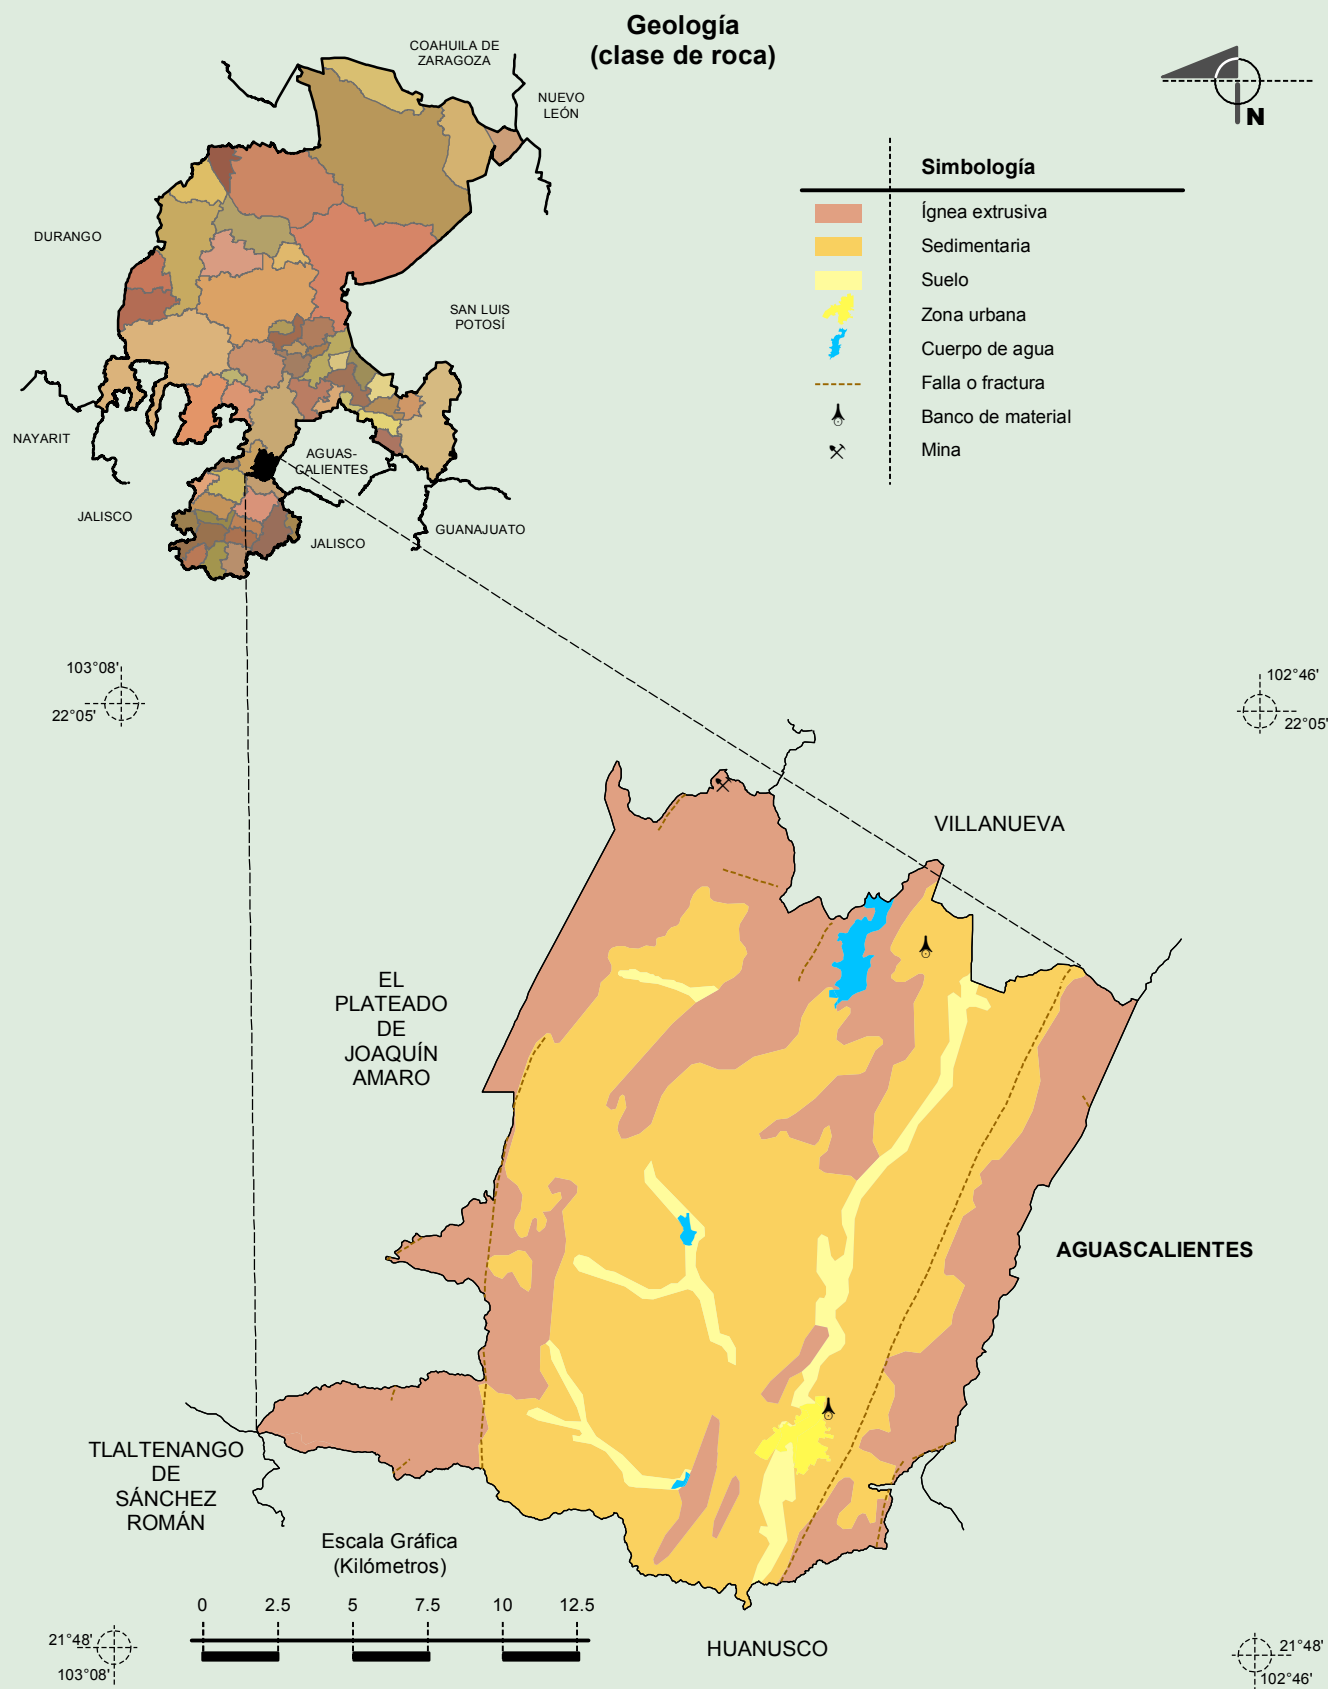 Geología
(clase de roca)
COAHUILA DE
ZARAGOZA
NUEVO
LEÓN
N
DURANGO
SAN LUIS
POTOSÍ
NAYARIT
AGUAS-
CALIENTES
JALISCO
JALISCO
GUANAJUATO
Simbología
Ígnea extrusiva
Sedimentaria
Suelo
Zona urbana
Cuerpo de agua
Falla o fractura
Banco de material
Mina
103°08'
22°05'
102°46'
22°05'
VILLANUEVA
EL
PLATEADO
DE
JOAQUÍN
AMARO
AGUASCALIENTES
TLALTENANGO
DE
SÁNCHEZ
ROMÁN
HUANUSCO
Escala Gráfica
(Kilómetros)
0 2.5 5 7.5 10 12.5
21°48'
103°08'
21°48'
102°46'